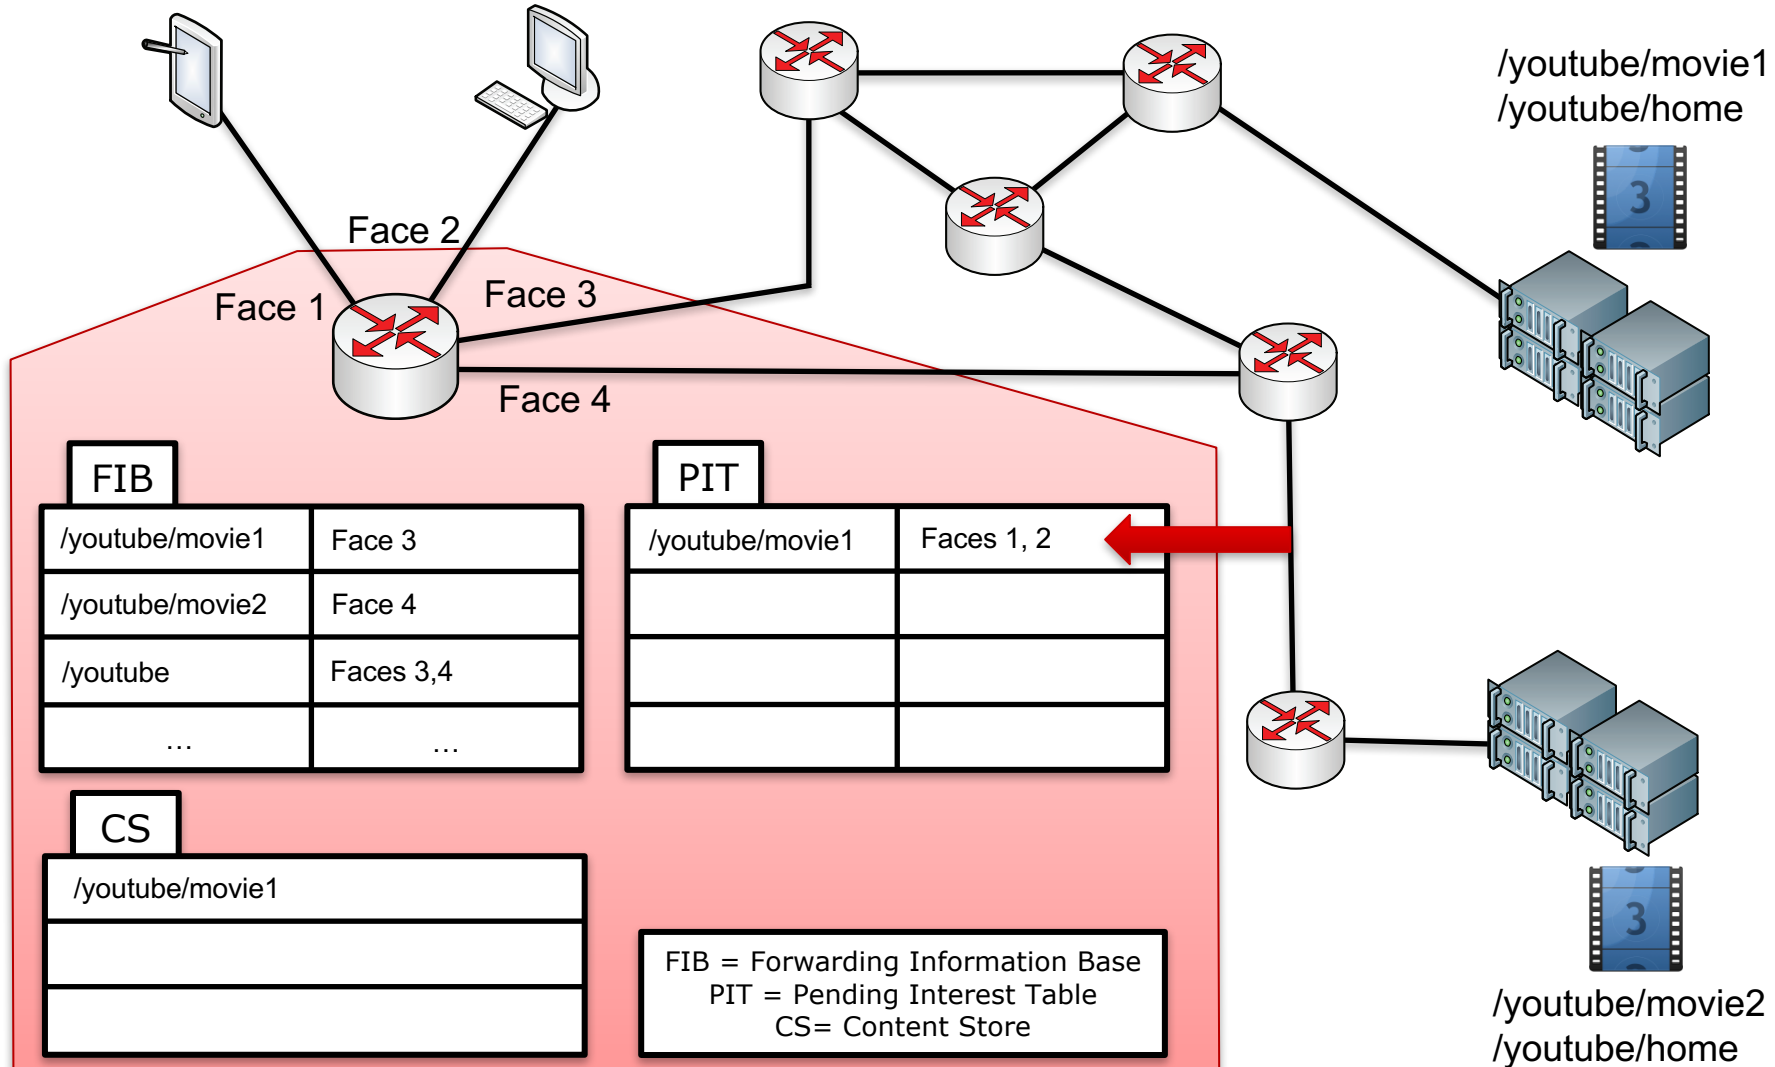 /youtube/movie1
/youtube/home
3
Face 2
Face 1
Face 3
Face 4
FIB
/youtube/movie1 Face 3
/youtube/movie2 Face 4
/youtube Faces 3,4
... ...
PIT
/youtube/movie1 Faces 1, 2
CS
/youtube/movie1
FIB = Forwarding Information Base
PIT = Pending Interest Table
CS= Content Store
3
/youtube/movie2
/youtube/home